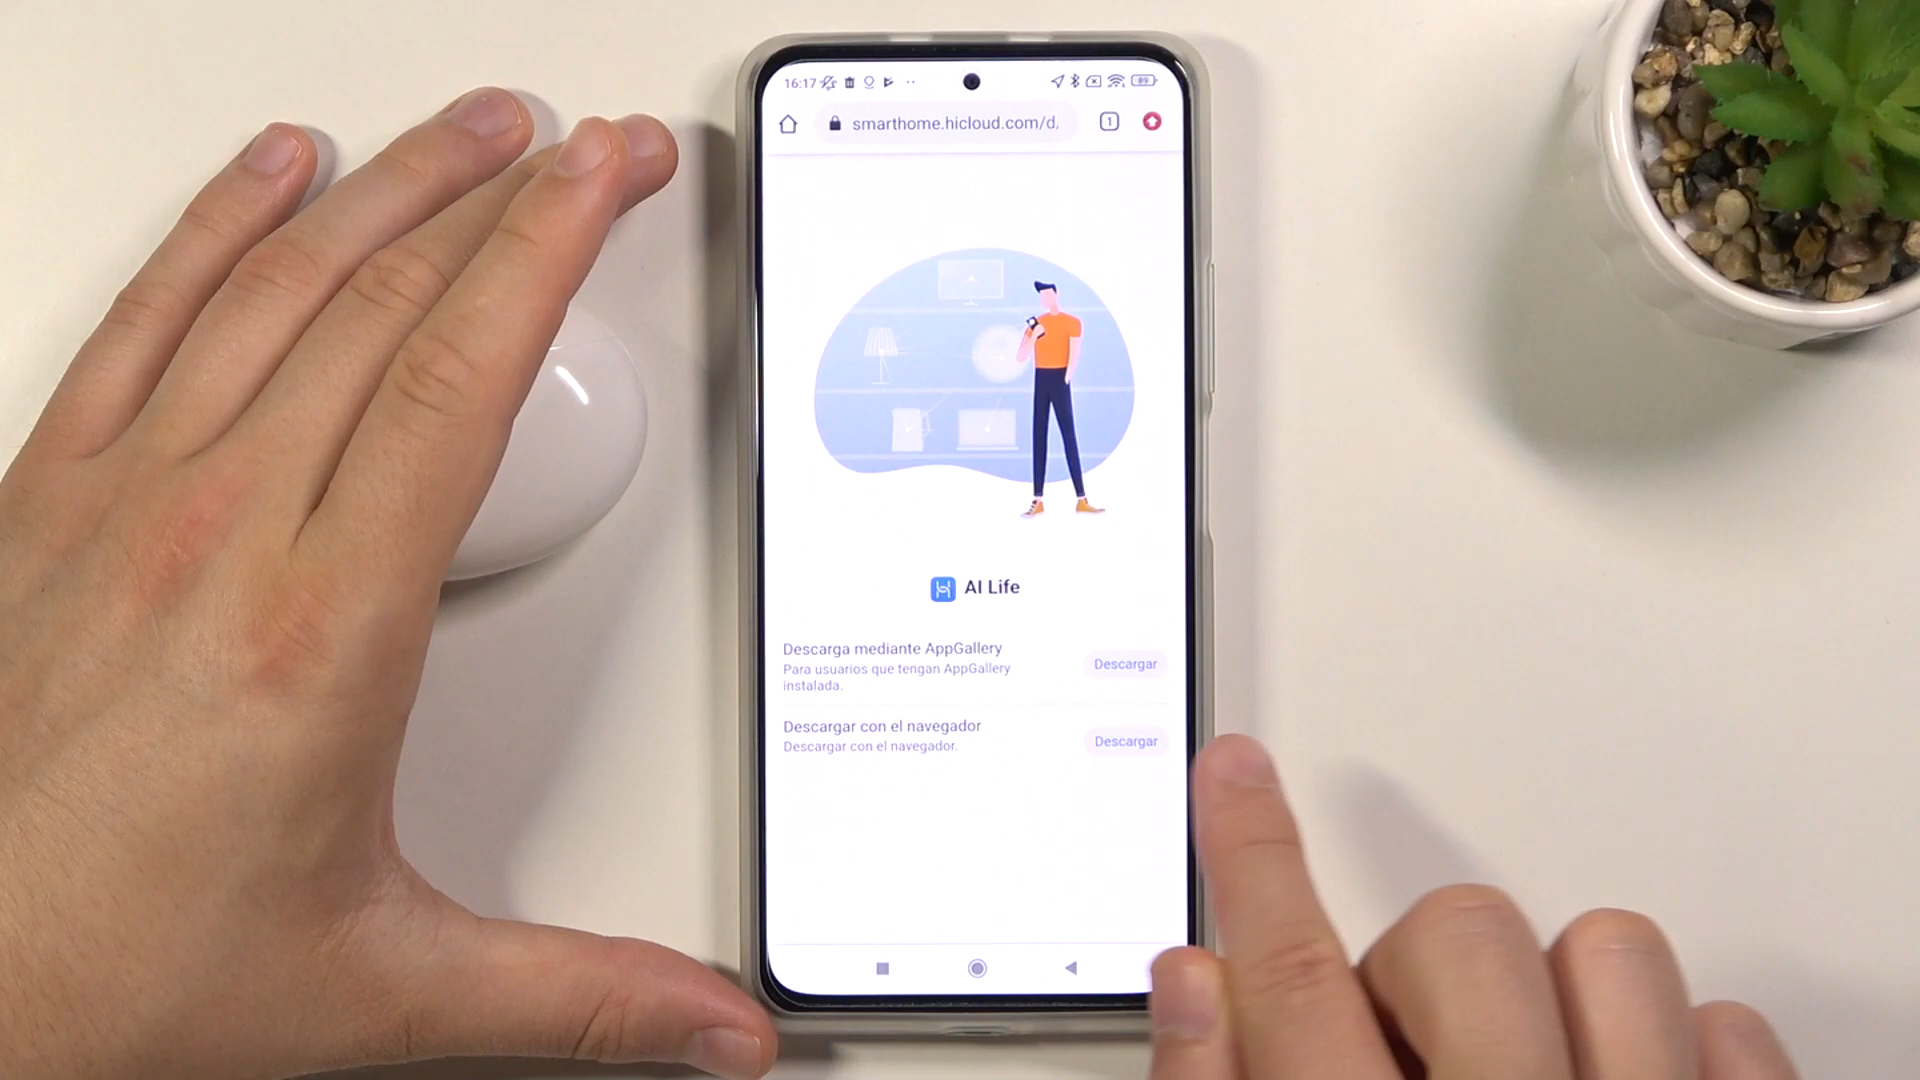 16:17
89
smarthome.hicloud.com/d,
1
AI Life
Descarga mediante AppGallery
Para usuarios que tengan AppGallery
instalada.
Descargar
Descargar con el navegador
Descargar con el navegador.
Descargar